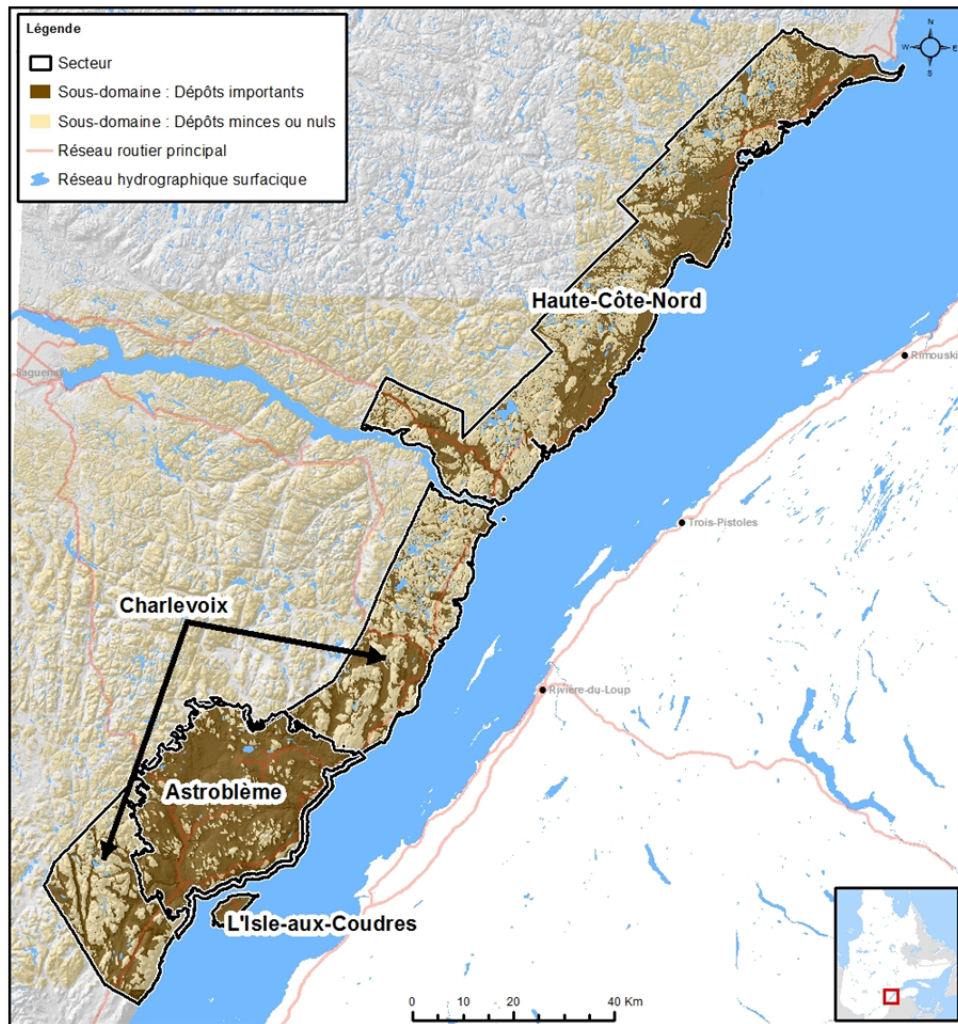 Légende
Secteur
Sous-domaine : Dépôts importants
Sous-domaine : Dépôts minces ou nuls
Réseau routier principal
Réseau hydrographique surfacique
N
W
E
S
Haute-Côte-Nord
Rimouski
Saguenay
Trois-Pistoles
Charlevoix
Rivière-du-Loup
Astroblème
L'Isle-aux-Coudres
0 10 20 40 Km